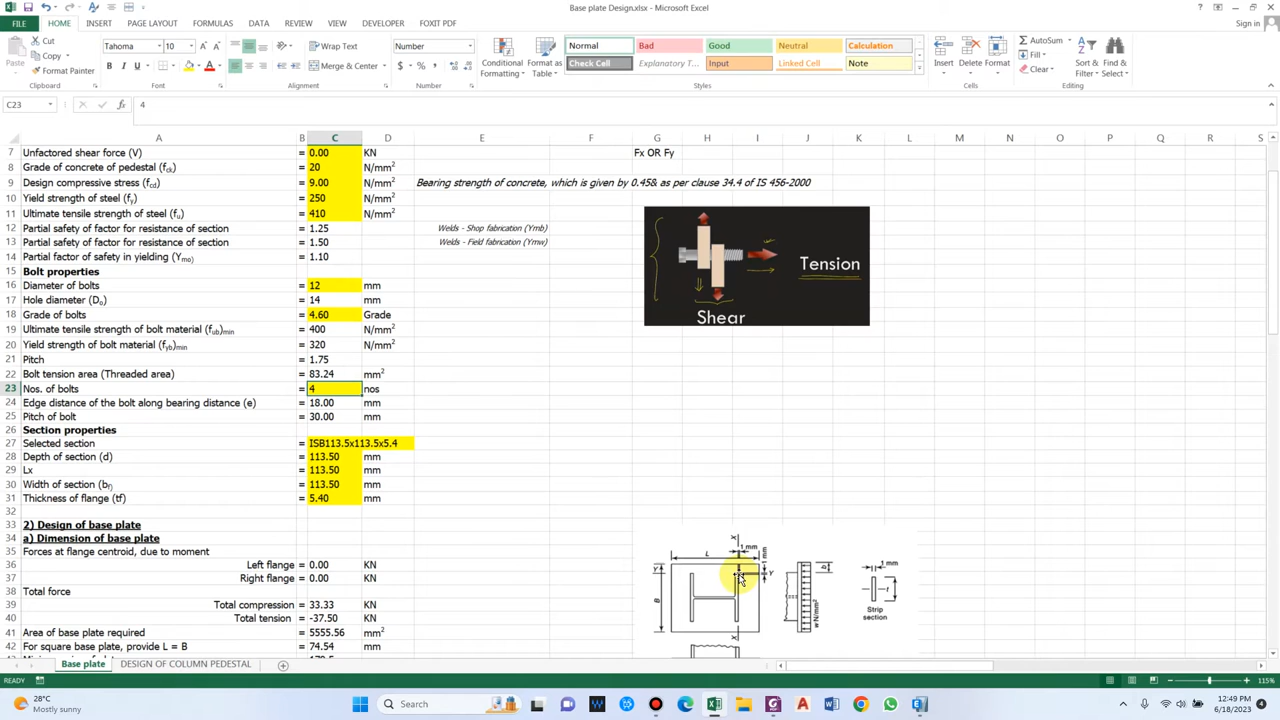 Base plate Design.xlsx - Microsoft Excel
Sign in
FILE HOME INSERT PAGE LAYOUT FORMULAS DATA REVIEW VIEW DEVELOPER FOXIT PDF
Paste Cut Copy Format Painter Clipboard
Tahoma 10 B I U Font
Wrap Text Merge & Center Alignment
Number $ % , Number
Conditional Formatting Format as Table
Normal Bad Good Neutral Calculation
Check Cell Explanatory T... Input Linked Cell Note
Styles
Insert Delete Format Cells
AutoSum Fill Clear Sort & Filter Find & Select Editing
C23 fx 4
A B C D E F G H I J K L M N O P Q R S
7 Unfactored shear force (V) = 0.00 KN Fx OR Fy
8 Grade of concrete of pedestal (fck) = 20 N/mm2
9 Design compressive stress (fcd) = 9.00 N/mm2 Bearing strength of concrete, which is given by 0.45& as per clause 34.4 of IS 456-2000
10 Yield strength of steel (fy) = 250 N/mm2
11 Ultimate tensile strength of steel (fu) = 410 N/mm2
12 Partial safety of factor for resistance of section = 1.25 Welds - Shop fabrication (Ymb)
13 Partial safety of factor for resistance of section = 1.50 Welds - Field fabrication (Ymw)
14 Partial factor of safety in yielding (Ymo) = 1.10
15 Bolt properties
16 Diameter of bolts = 12 mm
17 Hole diameter (Do) = 14 mm
18 Grade of bolts = 4.60 Grade
19 Ultimate tensile strength of bolt material (fub)min = 400 N/mm2
20 Yield strength of bolt material (fyb)min = 320 N/mm2
21 Pitch = 1.75
22 Bolt tension area (Threaded area) = 83.24 mm2
23 Nos. of bolts = 4 nos
24 Edge distance of the bolt along bearing distance (e) = 18.00 mm
25 Pitch of bolt = 30.00 mm
26 Section properties
27 Selected section = ISB113.5x113.5x5.4
28 Depth of section (d) = 113.50 mm
29 Lx = 113.50 mm
30 Width of section (bf) = 113.50 mm
31 Thickness of flange (tf) = 5.40 mm
32
33 2) Design of base plate
34 a) Dimension of base plate
35 Forces at flange centroid, due to moment
36 Left flange = 0.00 KN
37 Right flange = 0.00 KN
38 Total force
39 Total compression = 33.33 KN
40 Total tension = -37.50 KN
41 Area of base plate required = 5555.56 mm2
42 For square base plate, provide L = B = 74.54 mm
Tension
Shear
X
L 1 mm 1 mm
Y Y
B
X
b
w N/mm2
1 mm
t
Strip
section
Base plate DESIGN OF COLUMN PEDESTAL
READY 115%
28°C
Mostly sunny
Search
12:49 PM
6/18/2023